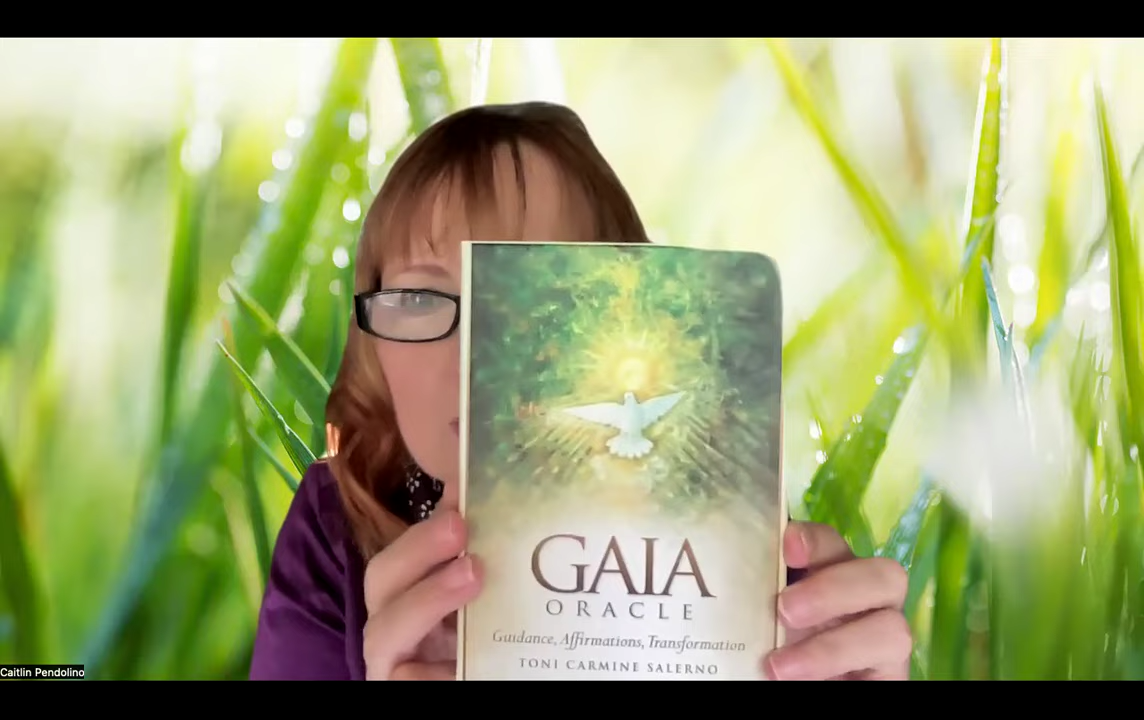 GAIA
ORACLE
Guidance, Affirmations, Transformation
TONI CARMINE SALERNO
Caitlin Pendolino